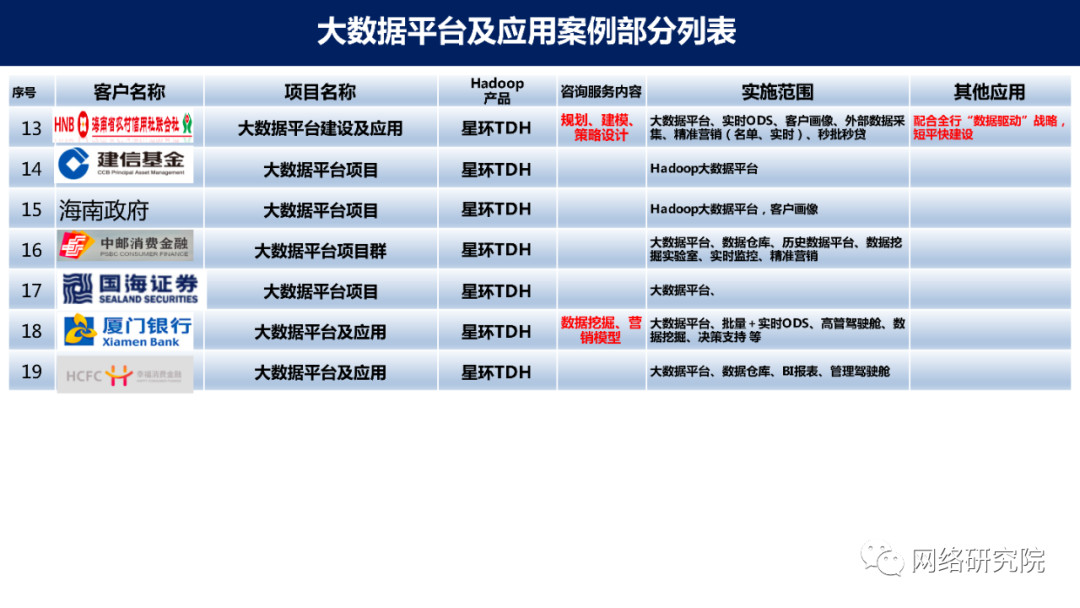 大数据平台及应用案例部分列表
序号 客户名称 项目名称 Hadoop产品 咨询服务内容 实施范围 其他应用
13 HNB 海南省农村信用社联合社 大数据平台建设及应用 星环TDH 规划、建模、策略设计 大数据平台、实时ODS、客户画像、外部数据采集、精准营销（名单、实时）、秒批秒贷 配合全行“数据驱动”战略，短平快建设
14 建信基金 CCB Principal Asset Management 大数据平台项目 星环TDH Hadoop大数据平台
15 海南政府 大数据平台项目 星环TDH Hadoop大数据平台，客户画像
16 中邮消费金融 PSBC CONSUMER FINANCE 大数据平台项目群 星环TDH 大数据平台、数据仓库、历史数据平台、数据挖掘实验室、实时监控、精准营销
17 国海证券 SEALAND SECURITIES 大数据平台项目 星环TDH 大数据平台、
18 厦门银行 Xiamen Bank 大数据平台及应用 星环TDH 数据挖掘、营销模型 大数据平台、批量+实时ODS、高管驾驶舱、数据挖掘、决策支持 等
19 HCFC 幸福消费金融 大数据平台及应用 星环TDH 大数据平台、数据仓库、BI报表、管理驾驶舱
网络研究院